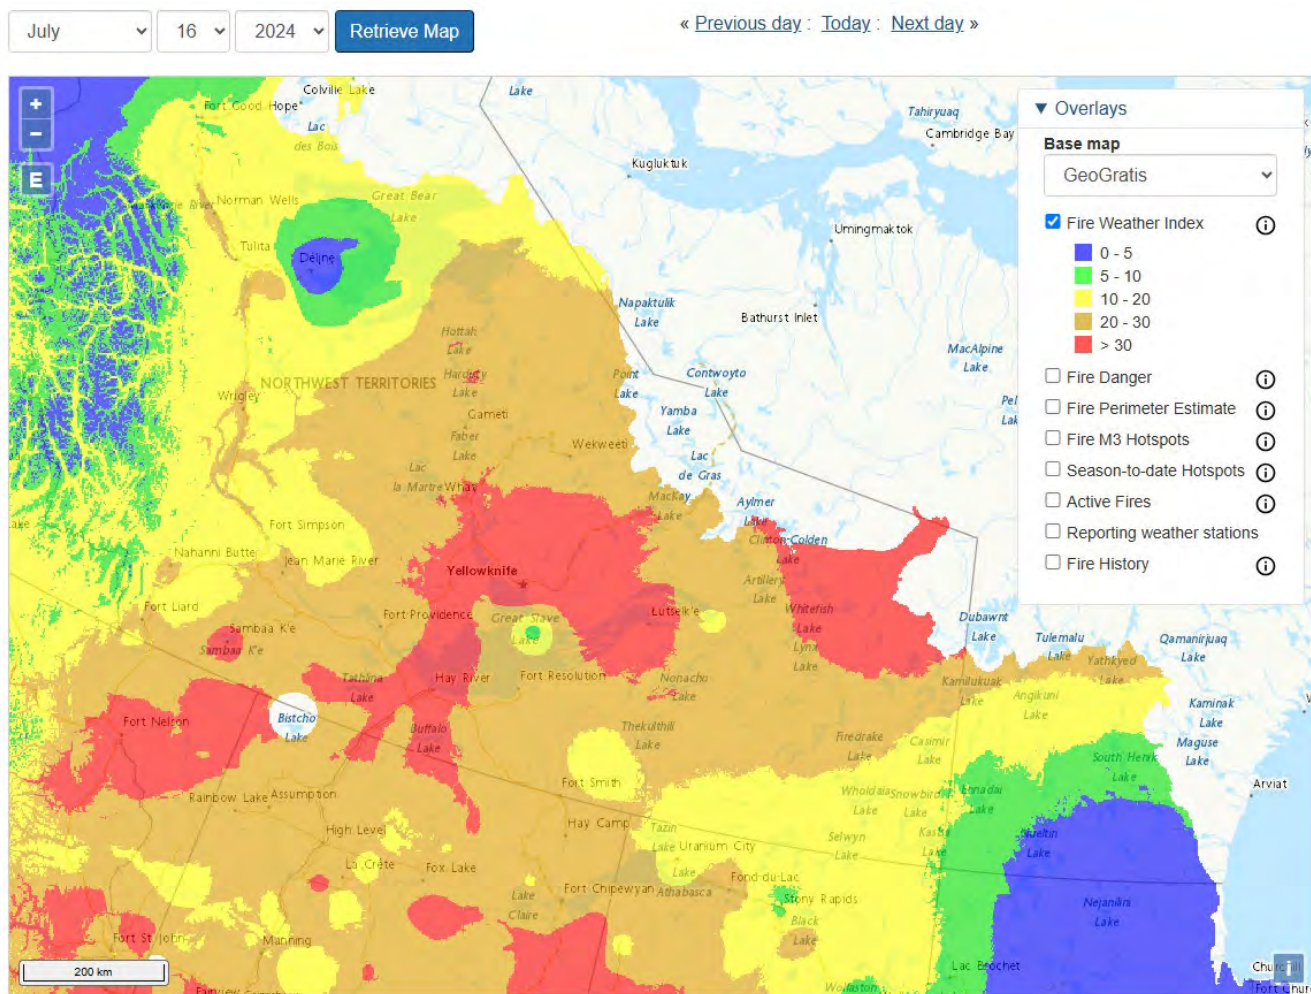 July 16 2024 Retrieve Map « Previous day : Today : Next day »
+
−
E
Colville Lake
Fort Good Hope
Lac
des Bois
Lake
Tahiryuaq
Cambridge Bay
Kugluktuk
Norman Wells
Great Bear
Lake
Umingmaktok
Tulita
Déline
Napaktulik
Lake
Bathurst Inlet
Hottah
Lake
MacAlpine
Lake
Hardisty
Lake
NORTHWEST TERRITORIES
Point
Lake
Contwoyto
Lake
Wrigley
Gameti
Yamba
Lake
Faber
Lake
Wekweeti
Lac
de Gras
Lac
la Martre
MacKay
Lake
Aylmer
Lake
Fort Simpson
Clinton-Colden
Lake
Nahanni Butte
Jean Marie River
Yellowknife
Artillery
Lake
Fort Liard
Fort Providence
Great Slave
Lake
Lutselk'e
Whitefish
Lake
Dubawnt
Lake
Tulemalu
Lake
Qamanirjuaq
Lake
Sambaa K'e
Sambaa K'e
Lynx
Lake
Yathkyed
Lake
Tathlina
Lake
Hay River
Fort Resolution
Nonacho
Lake
Kamilukuak
Lake
Angikuni
Lake
Kaminak
Lake
Fort Nelson
Bistcho
Lake
Buffalo
Lake
Thekulthili
Lake
Firedrake
Lake
Casimir
Lake
Maguse
Lake
South Henik
Lake
Rainbow Lake
Assumption
Fort Smith
Wholdaia
Lake
Snowbird
Lake
Ennadai
Lake
Arviat
High Level
Hay Camp
Tazin
Lake
Uranium City
Selwyn
Lake
Lake
Nueltin
Lake
La Crête
Fox Lake
Lake
Claire
Fort Chipewyan
Lake
Athabasca
Fond-du-Lac
Stony Rapids
Nejanilini
Lake
Black
Lake
Fort St John
Manning
Lac Brochet
200 km
i
▼ Overlays
Base map
GeoGratis
Fire Weather Index
0 - 5
5 - 10
10 - 20
20 - 30
> 30
Fire Danger
Fire Perimeter Estimate
Fire M3 Hotspots
Season-to-date Hotspots
Active Fires
Reporting weather stations
Fire History